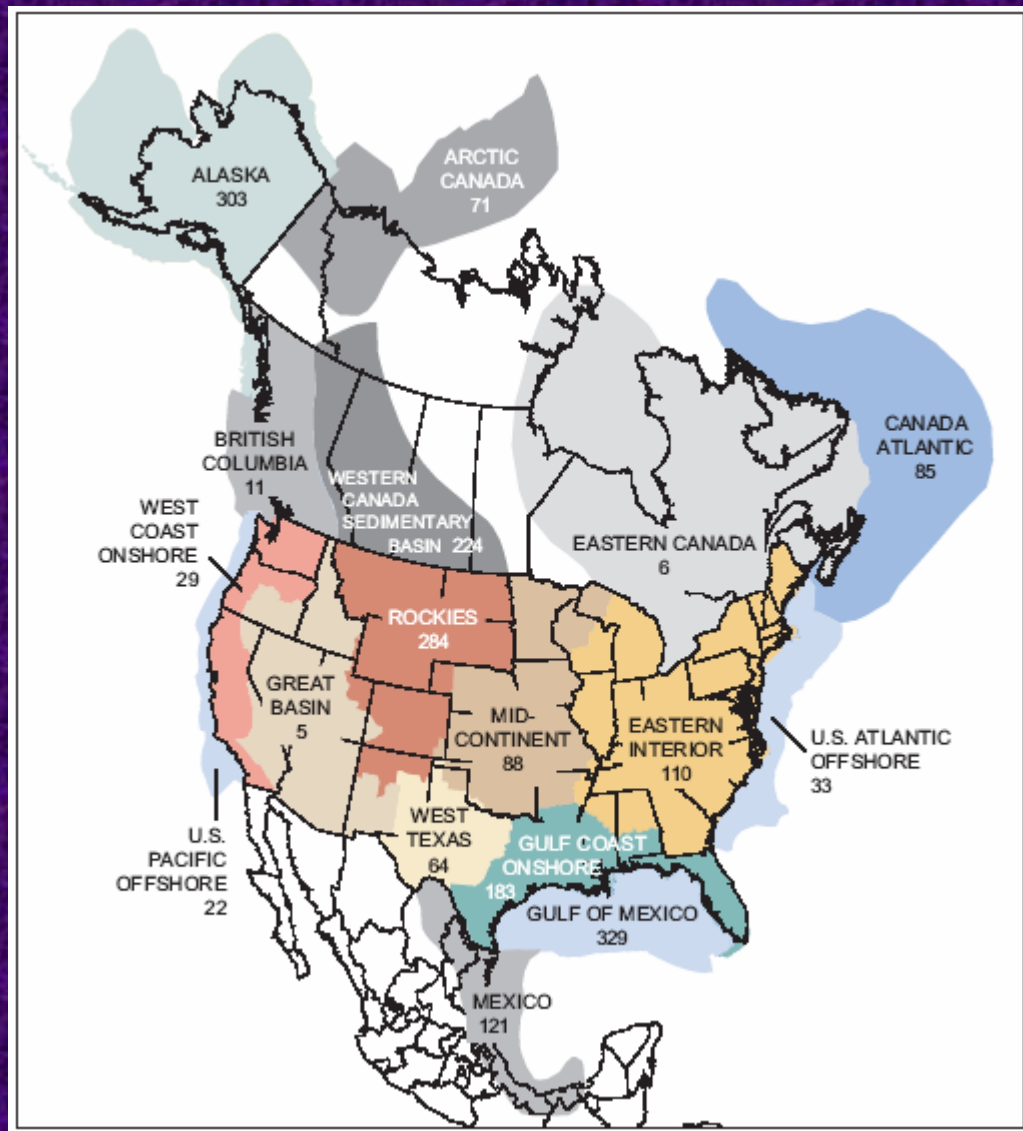 ALASKA
303
ARCTIC
CANADA
71
BRITISH
COLUMBIA
11
WESTERN
CANADA
SEDIMENTARY
BASIN 224
CANADA
ATLANTIC
85
EASTERN CANADA
6
WEST
COAST
ONSHORE
29
ROCKIES
284
GREAT
BASIN
5
MID-
CONTINENT
88
EASTERN
INTERIOR
110
U.S. ATLANTIC
OFFSHORE
33
U.S.
PACIFIC
OFFSHORE
22
WEST
TEXAS
64
GULF COAST
ONSHORE
183
GULF OF MEXICO
329
MEXICO
121